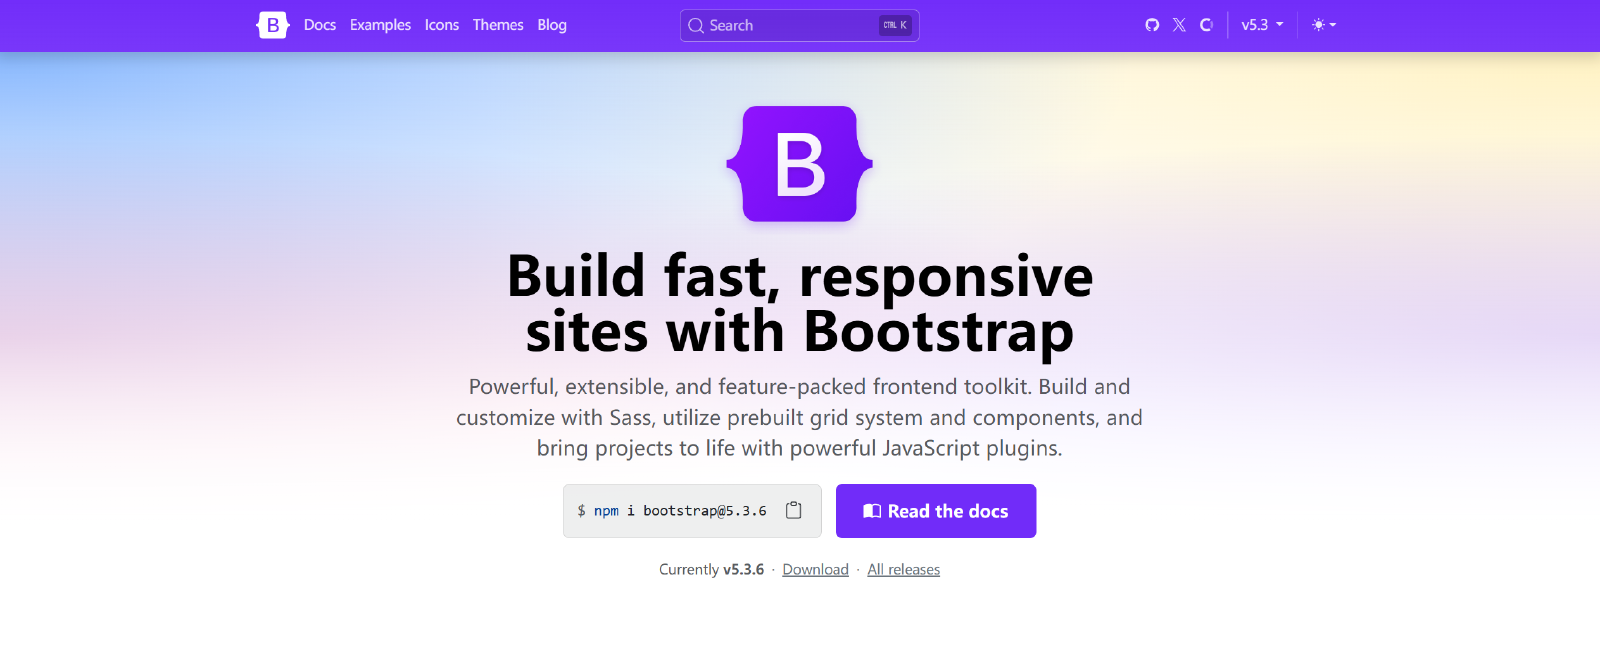 B Docs Examples Icons Themes Blog Search CTRL K v5.3
B
Build fast, responsive
sites with Bootstrap
Powerful, extensible, and feature-packed frontend toolkit. Build and
customize with Sass, utilize prebuilt grid system and components, and
bring projects to life with powerful JavaScript plugins.
$ npm i bootstrap@5.3.6 Read the docs
Currently v5.3.6 · Download · All releases